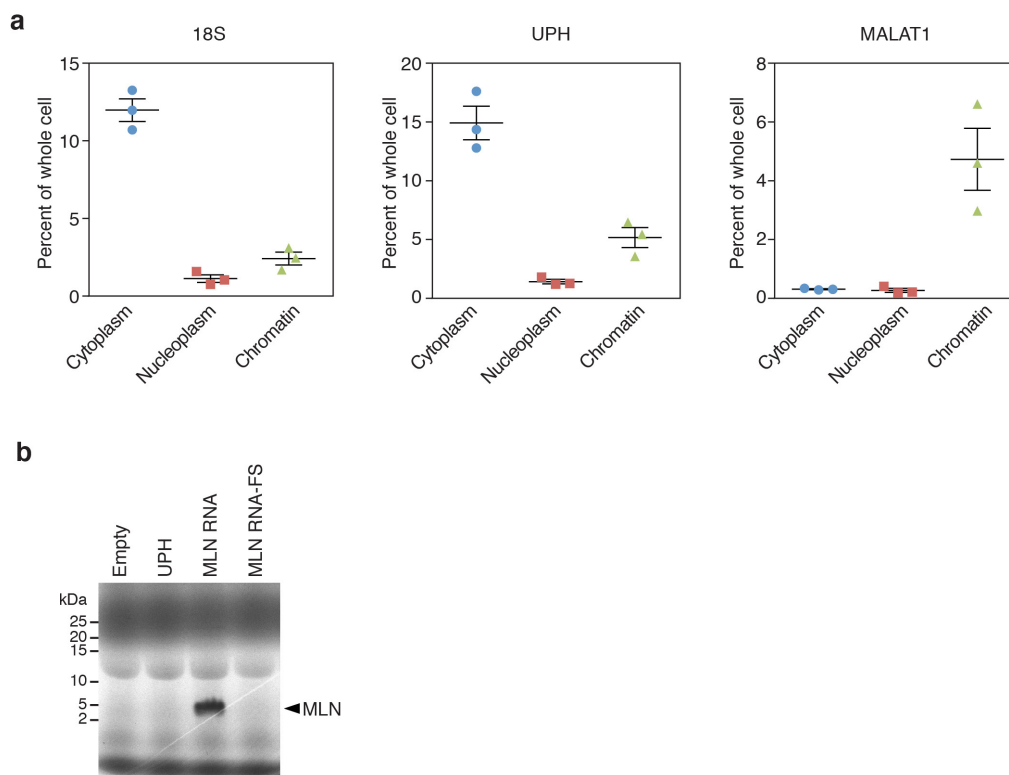 a
18S
Percent of whole cell
15
10
5
0
Cytoplasm
Nucleoplasm
Chromatin
UPH
Percent of whole cell
20
15
10
5
0
Cytoplasm
Nucleoplasm
Chromatin
MALAT1
Percent of whole cell
8
6
4
2
0
Cytoplasm
Nucleoplasm
Chromatin
b
Empty
UPH
MLN RNA
MLN RNA-FS
kDa
25
20
15
10
5
2
MLN